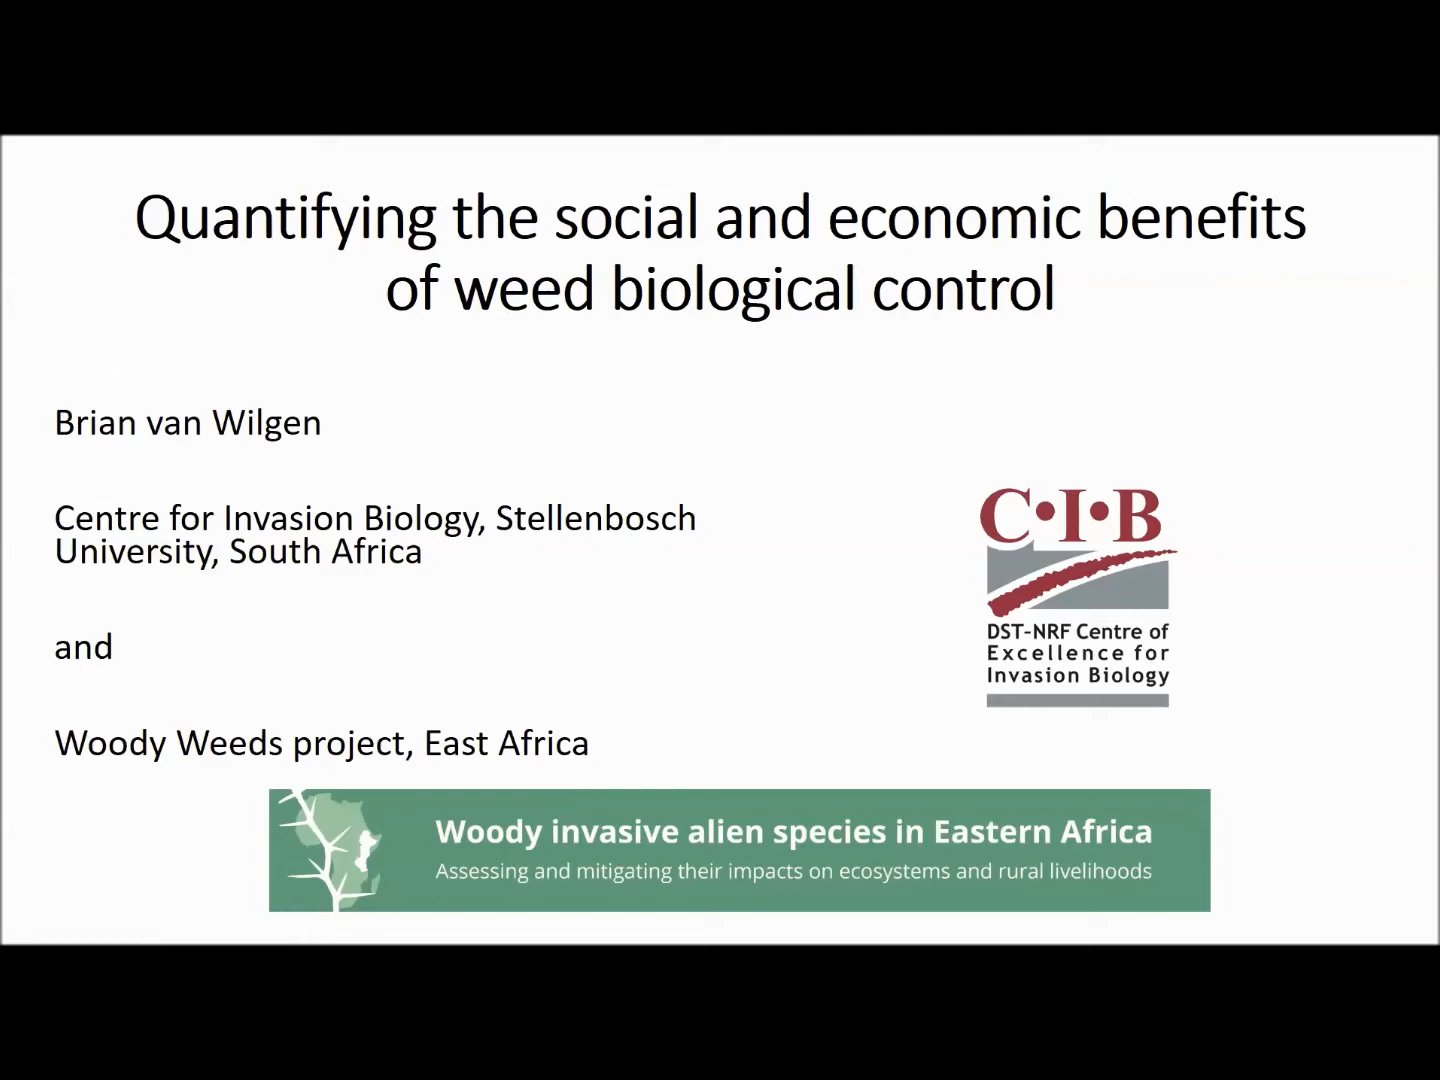 Quantifying the social and economic benefits
of weed biological control
Brian van Wilgen
Centre for Invasion Biology, Stellenbosch
University, South Africa
and
Woody Weeds project, East Africa
C•I•B
DST-NRF Centre of
Excellence for
Invasion Biology
Woody invasive alien species in Eastern Africa
Assessing and mitigating their impacts on ecosystems and rural livelihoods